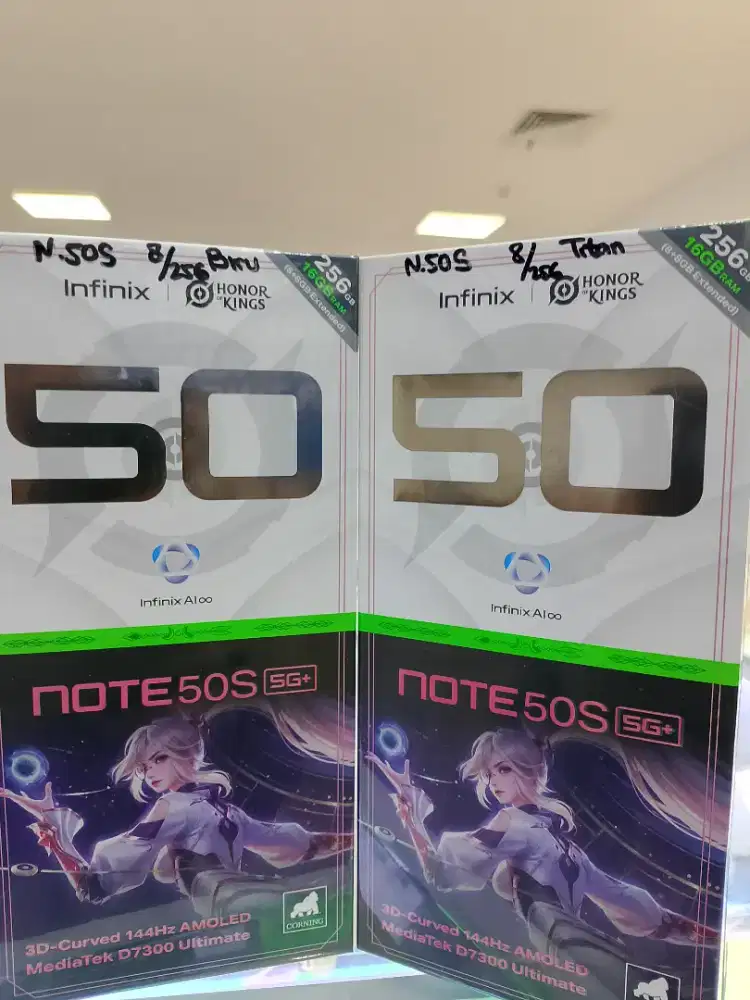 N.50S 8/256 Biru
256GB
16GB RAM
(8+8GB Extended)
Infinix | HONOR OF KINGS
50
Infinix AI∞
NOTE 50S 5G+
CORNING
3D-Curved 144Hz AMOLED
MediaTek D7300 Ultimate
N.50S 8/256 Titan
256GB
16GB RAM
(8+8GB Extended)
Infinix | HONOR OF KINGS
50
Infinix AI∞
NOTE 50S 5G+
3D-Curved 144Hz AMOLED
MediaTek D7300 Ultimate